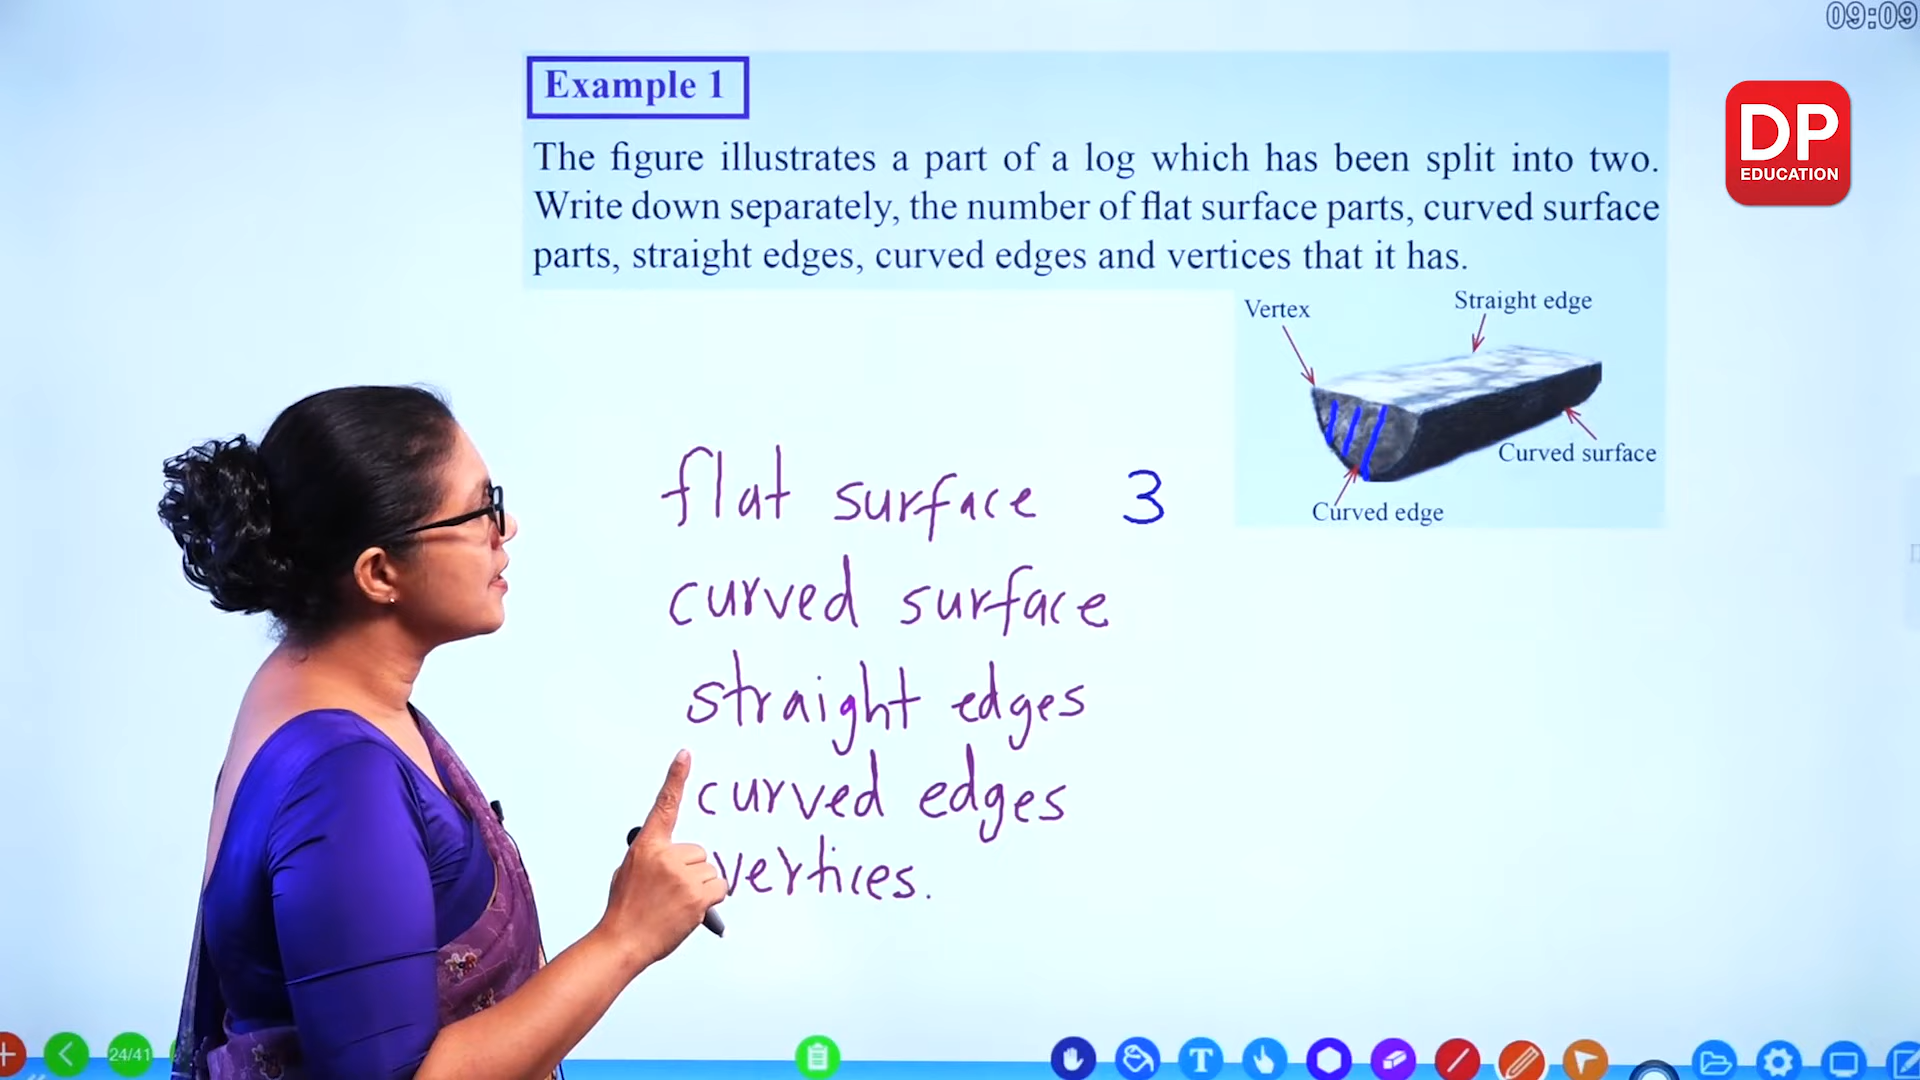 09:09
Example 1
DP
EDUCATION
The figure illustrates a part of a log which has been split into two.
Write down separately, the number of flat surface parts, curved surface
parts, straight edges, curved edges and vertices that it has.
Vertex
Straight edge
Curved surface
Curved edge
flat surface 3
curved surface
straight edges
curved edges
vertices.
24/41
T